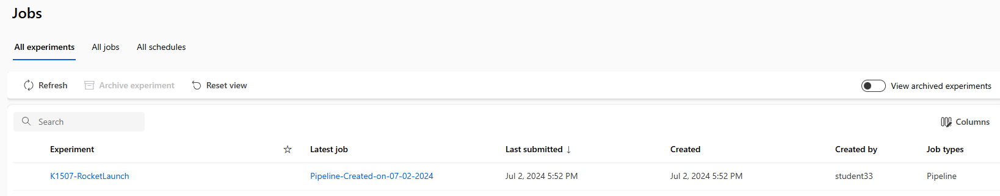 Jobs
All experiments All jobs All schedules
Refresh Archive experiment Reset view View archived experiments
Search Columns
Experiment Latest job Last submitted ↓ Created Created by Job types
K1507-RocketLaunch Pipeline-Created-on-07-02-2024 Jul 2, 2024 5:52 PM Jul 2, 2024 5:52 PM student33 Pipeline